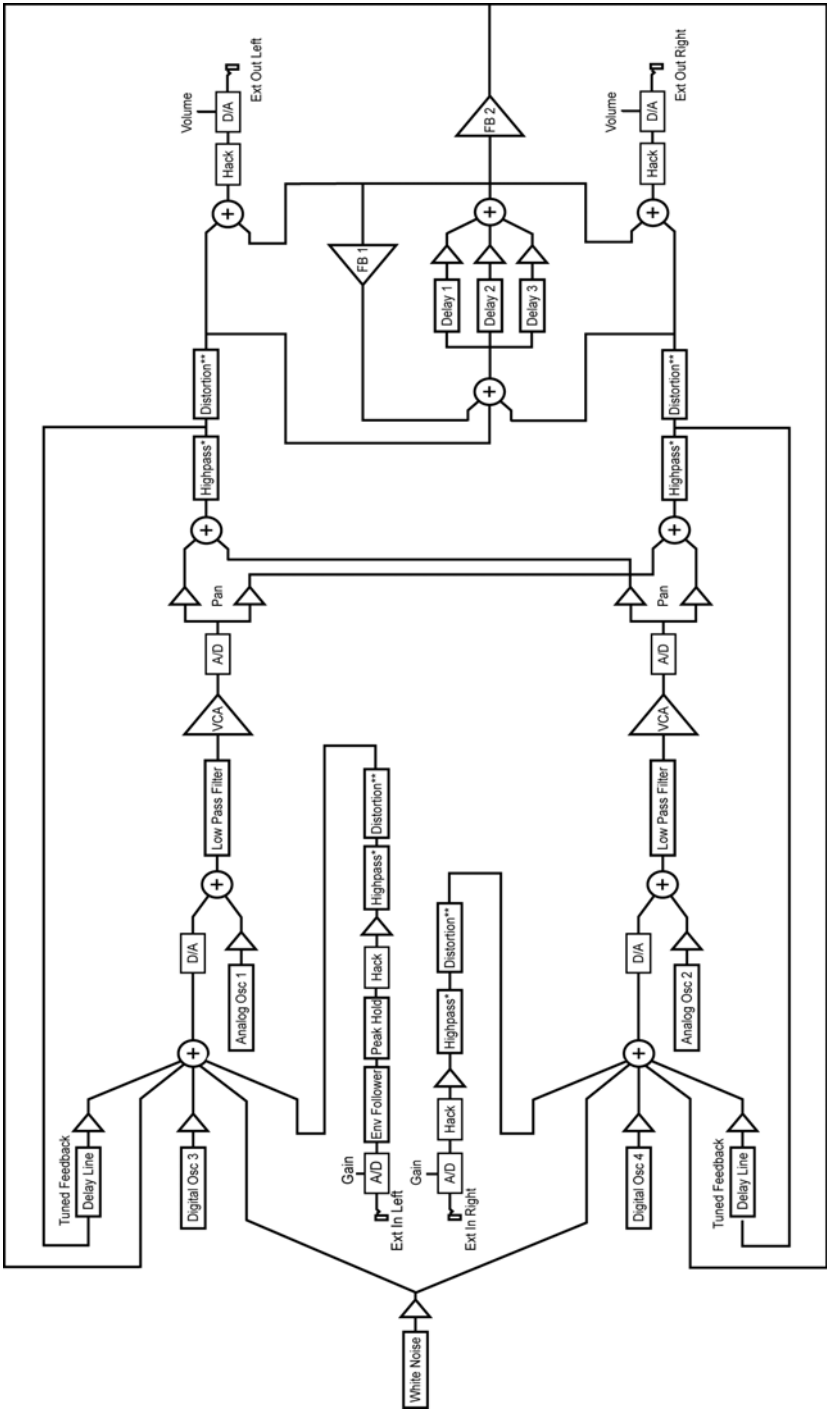 White Noise
Tuned Feedback
Delay Line
Digital Osc 3
+
D/A
Analog Osc 1
+
Low Pass Filter
VCA
A/D
Pan
+
Highpass*
Distortion**
+
Hack
Volume
D/A
Ext Out Left
Gain
Ext In Left
A/D
Env Follower
Peak Hold
Hack
Highpass*
Distortion**
Gain
Ext In Right
A/D
Hack
Highpass*
Distortion**
FB 1
+
Delay 1
Delay 2
Delay 3
+
FB 2
Digital Osc 4
Tuned Feedback
Delay Line
+
D/A
Analog Osc 2
+
Low Pass Filter
VCA
A/D
Pan
+
Highpass*
Distortion**
+
Hack
Volume
D/A
Ext Out Right